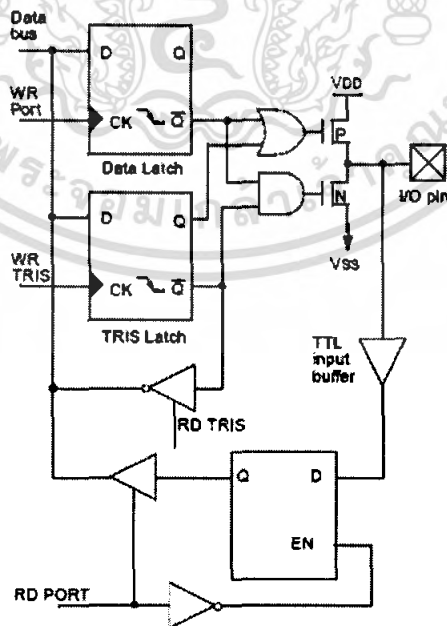 Data
bus
D Q
VDD
WR
Port
CK Q
P
Data Latch
N
I/O pin
D Q
WR
TRIS
CK Q
VSS
TRIS Latch
TTL
input
buffer
RD TRIS
Q D
EN
RD PORT